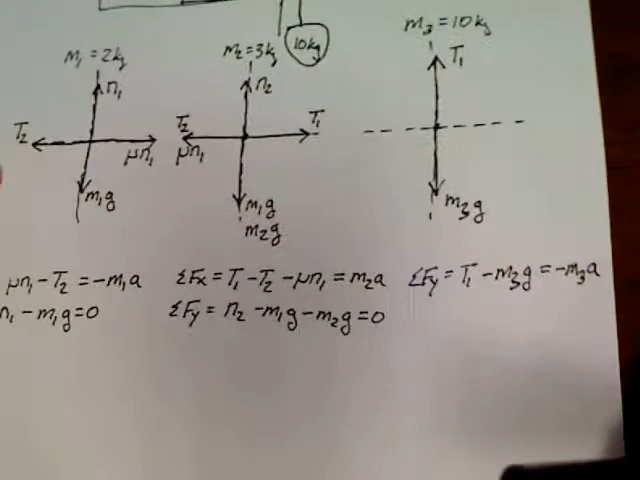 10kg
m₁ = 2kg
n₁
T₂
μn₁
m₁g
m₂ = 3kg
n₂
T₂
μn₁
T₁
m₁g
m₂g
m₃ = 10kg
T₁
m₃g
μn₁ - T₂ = -m₁a
n₁ - m₁g = 0
ΣFx = T₁ - T₂ - μn₁ = m₂a
ΣFy = n₂ - m₁g - m₂g = 0
ΣFy = T₁ - m₃g = -m₃a